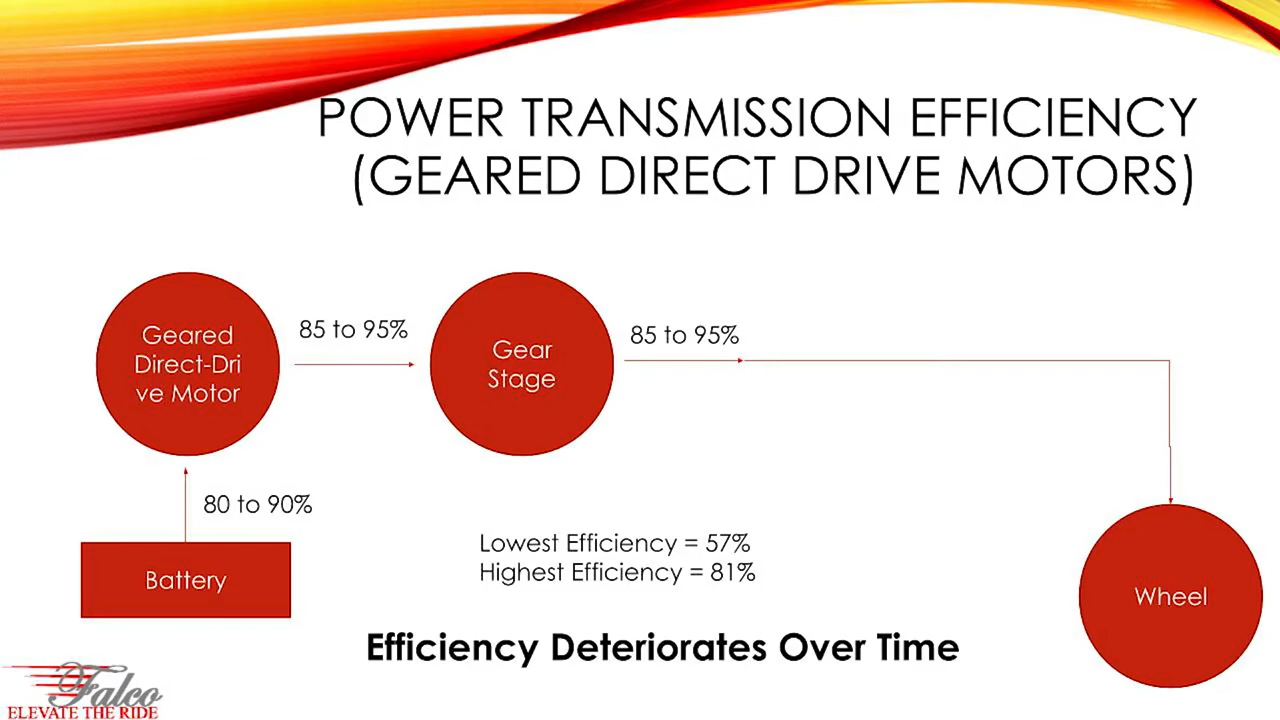 POWER TRANSMISSION EFFICIENCY
(GEARED DIRECT DRIVE MOTORS)
Geared
Direct-Dri
ve Motor
85 to 95%
Gear
Stage
85 to 95%
80 to 90%
Battery
Lowest Efficiency = 57%
Highest Efficiency = 81%
Wheel
Efficiency Deteriorates Over Time
Falco
ELEVATE THE RIDE